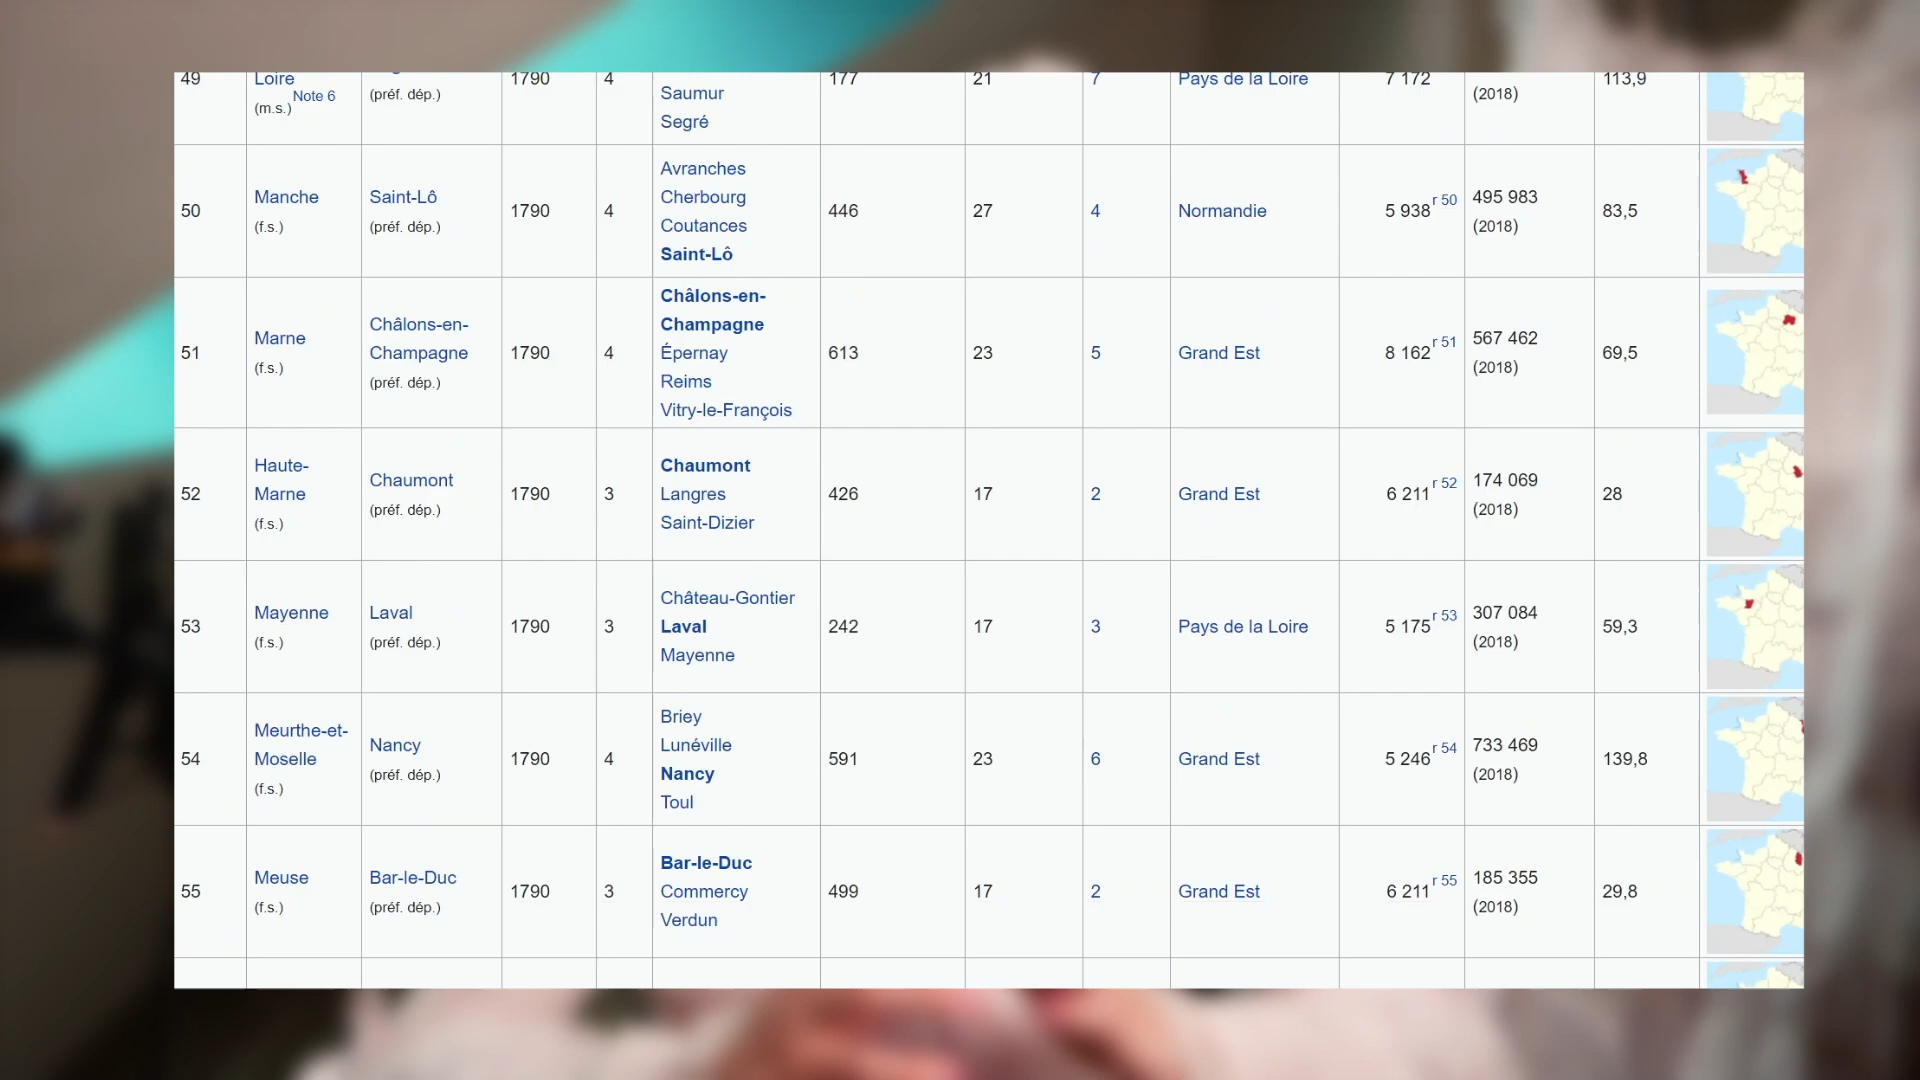 49 Loire Note 6 (m.s.) (préf. dép.) 1790 4 Saumur Segré 177 21 7 Pays de la Loire 7 172 (2018) 113,9
50 Manche (f.s.) Saint-Lô (préf. dép.) 1790 4 Avranches Cherbourg Coutances Saint-Lô 446 27 4 Normandie 5 938 r 50 495 983 (2018) 83,5
51 Marne (f.s.) Châlons-en-Champagne (préf. dép.) 1790 4 Châlons-en-Champagne Épernay Reims Vitry-le-François 613 23 5 Grand Est 8 162 r 51 567 462 (2018) 69,5
52 Haute-Marne (f.s.) Chaumont (préf. dép.) 1790 3 Chaumont Langres Saint-Dizier 426 17 2 Grand Est 6 211 r 52 174 069 (2018) 28
53 Mayenne (f.s.) Laval (préf. dép.) 1790 3 Château-Gontier Laval Mayenne 242 17 3 Pays de la Loire 5 175 r 53 307 084 (2018) 59,3
54 Meurthe-et-Moselle (f.s.) Nancy (préf. dép.) 1790 4 Briey Lunéville Nancy Toul 591 23 6 Grand Est 5 246 r 54 733 469 (2018) 139,8
55 Meuse (f.s.) Bar-le-Duc (préf. dép.) 1790 3 Bar-le-Duc Commercy Verdun 499 17 2 Grand Est 6 211 r 55 185 355 (2018) 29,8